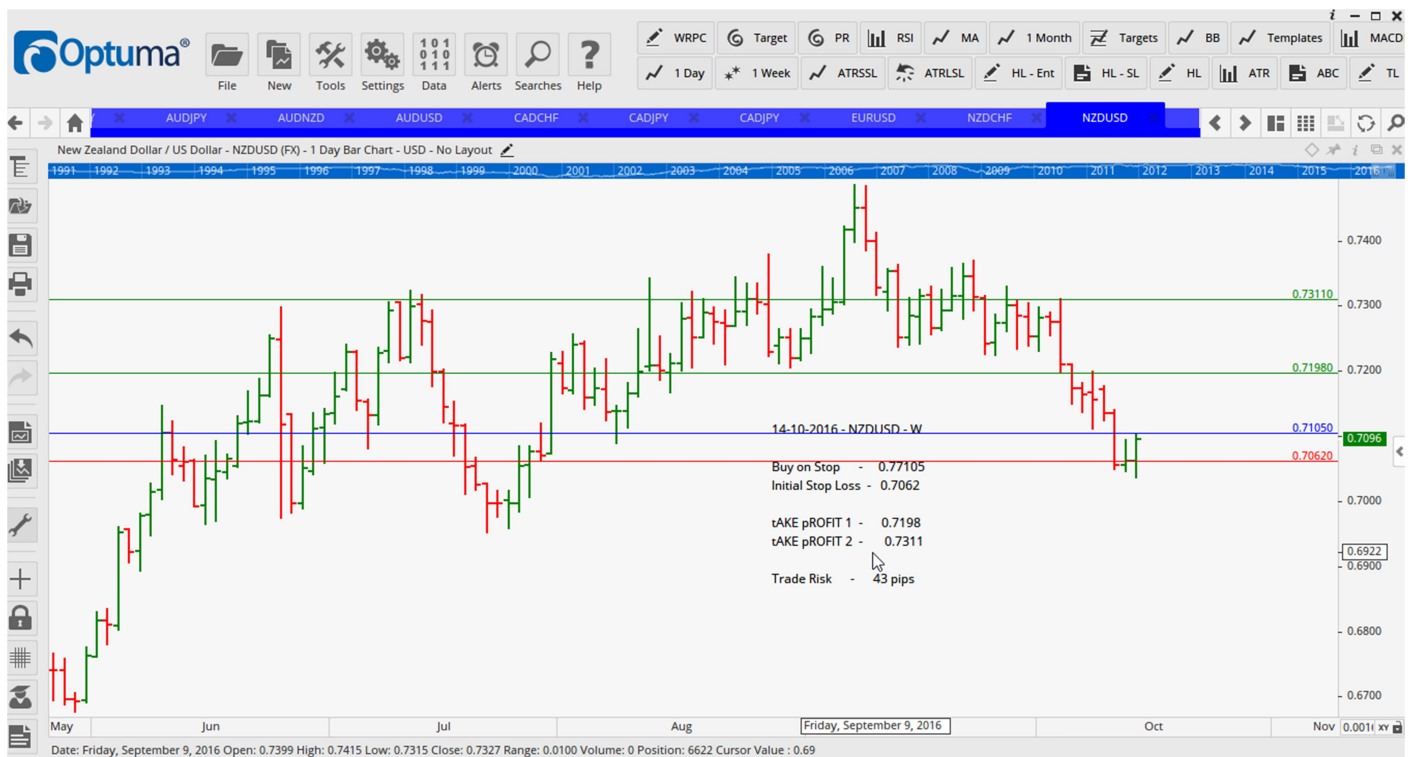 Optuma®
File New Tools Settings Data Alerts Searches Help
WRPC Target PR RSI MA 1 Month Targets BB Templates MACD
1 Day 1 Week ATRSSL ATRLSL HL - Ent HL - SL HL ATR ABC TL
AUDJPY AUDNZD AUDUSD CADCHF CADJPY CADJPY EURUSD NZDCHF NZDUSD
New Zealand Dollar / US Dollar - NZDUSD (FX) - 1 Day Bar Chart - USD - No Layout
1991 1992 1993 1994 1995 1996 1997 1998 1999 2000 2001 2002 2003 2004 2005 2006 2007 2008 2009 2010 2011 2012 2013 2014 2015 2016
0.7400
0.73110
0.7300
0.71980
0.7200
0.71050
0.7096
0.70620
0.7000
0.6922
0.6900
0.6800
0.6700
14-10-2016 - NZDUSD - W
Buy on Stop - 0.77105
Initial Stop Loss - 0.7062
tAKE pROFIT 1 - 0.7198
tAKE pROFIT 2 - 0.7311
Trade Risk - 43 pips
May Jun Jul Aug Friday, September 9, 2016 Oct Nov XY
Date: Friday, September 9, 2016 Open: 0.7399 High: 0.7415 Low: 0.7315 Close: 0.7327 Range: 0.0100 Volume: 0 Position: 6622 Cursor Value : 0.69